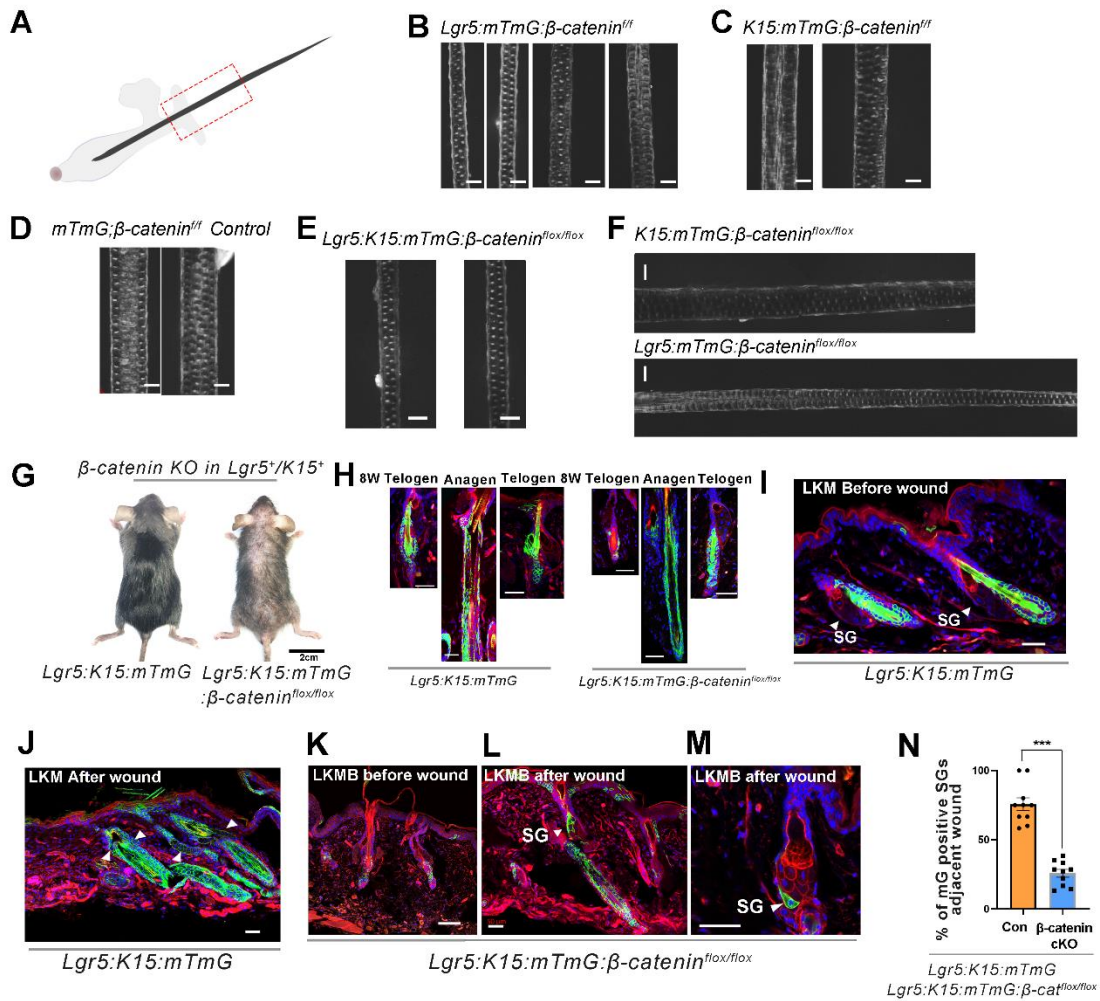 A
B
Lgr5:mTmG:β-catenin^f/f
C
K15:mTmG:β-catenin^f/f
D
mTmG;β-catenin^f/f Control
E
Lgr5:K15:mTmG:β-catenin^flox/flox
F
K15:mTmG:β-catenin^flox/flox
Lgr5:mTmG:β-catenin^flox/flox
G
β-catenin KO in Lgr5⁺/K15⁺
2cm
Lgr5:K15:mTmG
Lgr5:K15:mTmG
:β-catenin^flox/flox
H
8W Telogen Anagen Telogen
8W Telogen Anagen Telogen
Lgr5:K15:mTmG
Lgr5:K15:mTmG:β-catenin^flox/flox
I
LKM Before wound
SG
SG
Lgr5:K15:mTmG
J
LKM After wound
Lgr5:K15:mTmG
K
LKMB before wound
L
LKMB after wound
SG
M
LKMB after wound
SG
Lgr5:K15:mTmG:β-catenin^flox/flox
N
% of mG positive SGs
adjacent wound
100
50
0
***
Con
β-catenin
cKO
Lgr5:K15:mTmG
Lgr5:K15:mTmG:β-cat^flox/flox